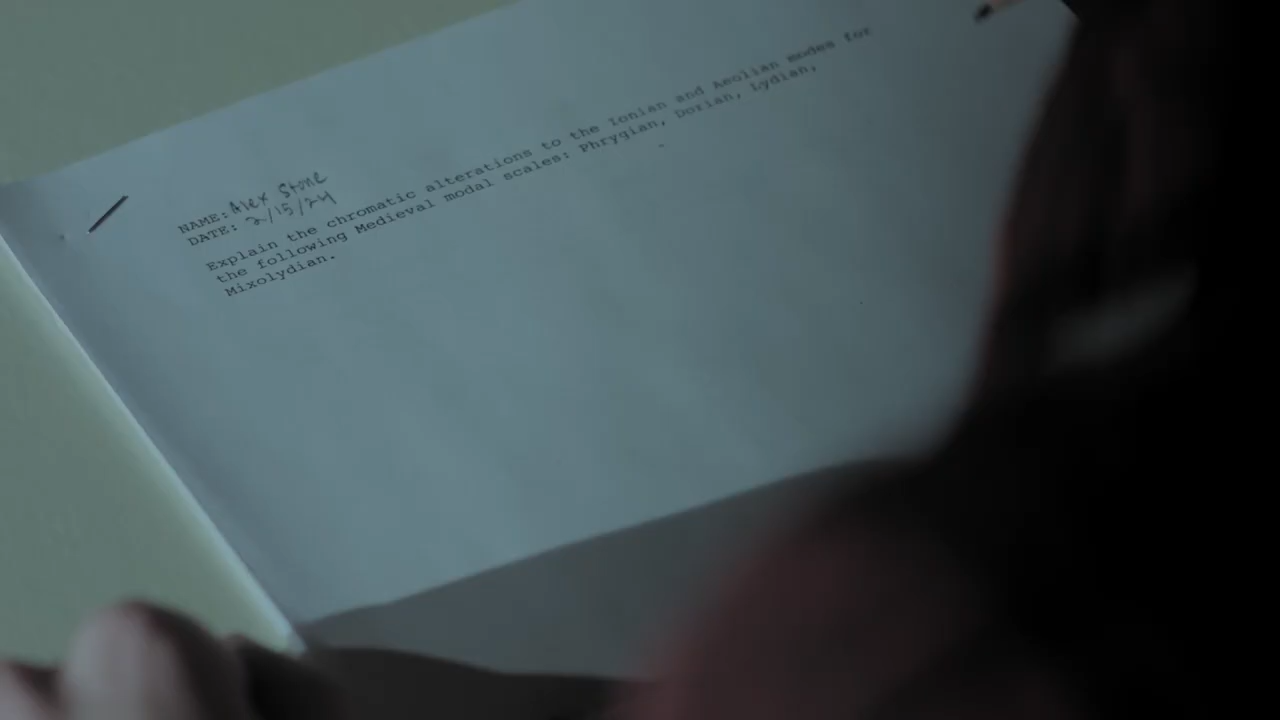 NAME: Alex Stone
DATE: 2/15/24
Explain the chromatic alterations to the Ionian and Aeolian modes for
the following Medieval modal scales: Phrygian, Dorian, Lydian,
Mixolydian.